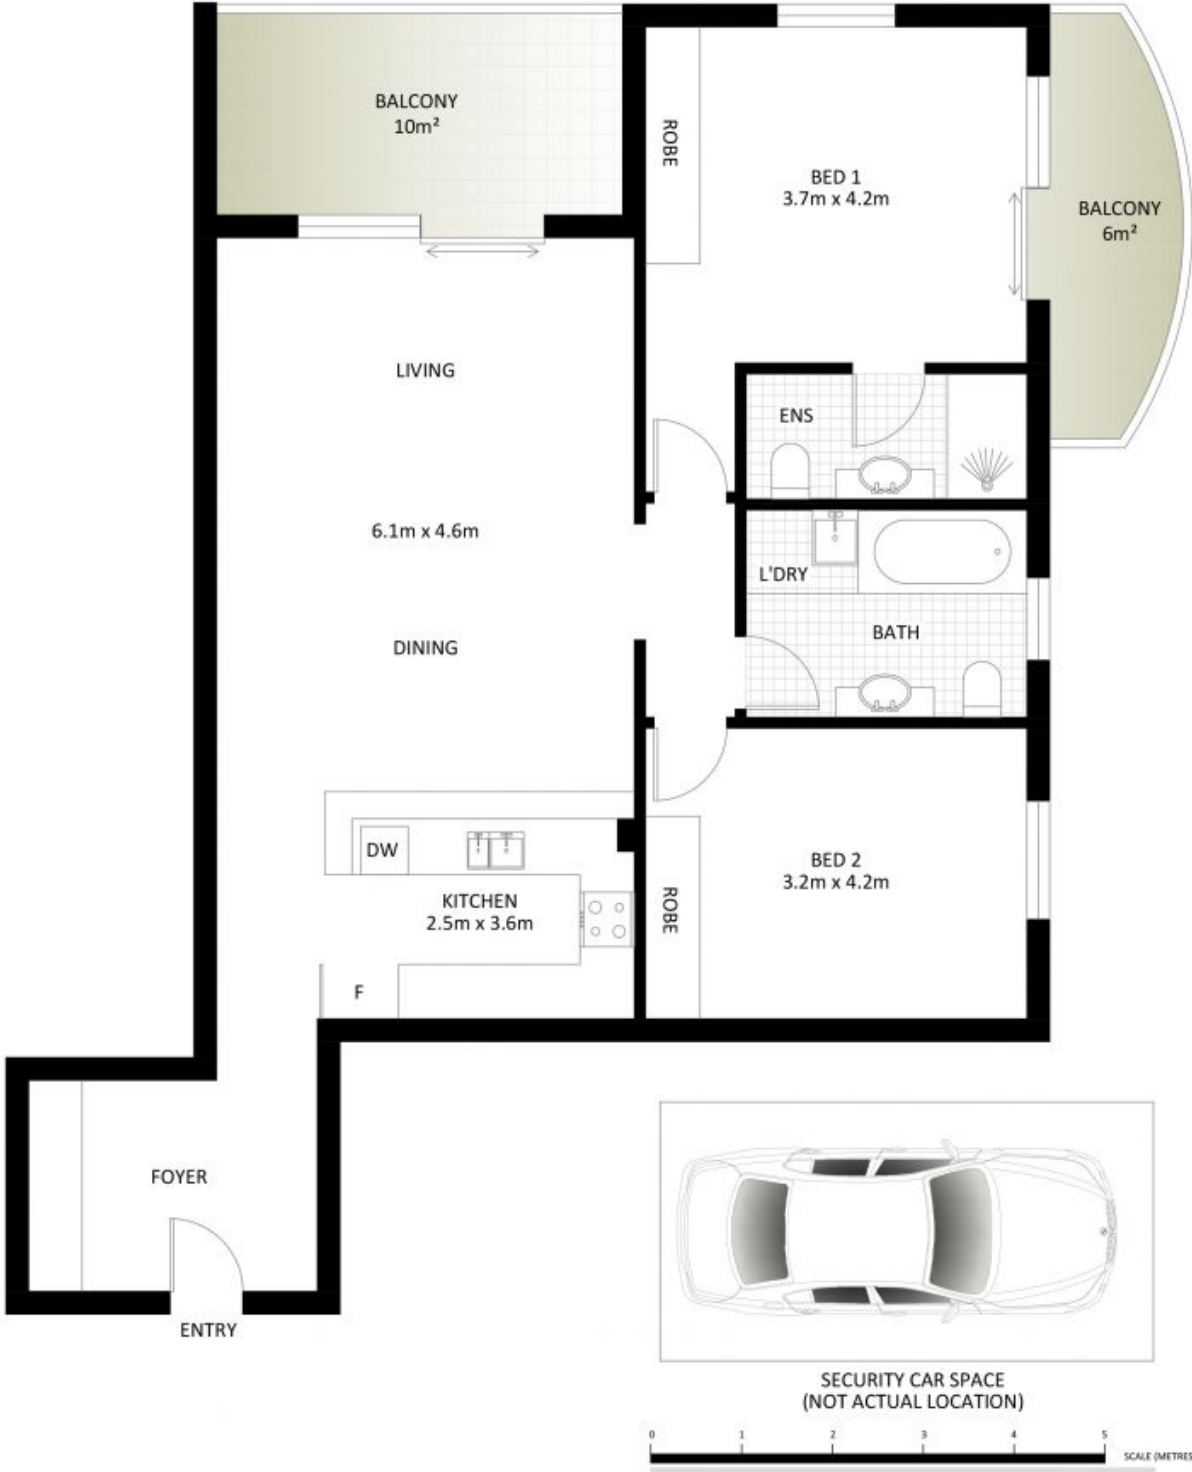 BALCONY
10m²
ROBE
BED 1
3.7m x 4.2m
BALCONY
6m²
LIVING
ENS
6.1m x 4.6m
L'DRY
BATH
DINING
DW
KITCHEN
2.5m x 3.6m
F
ROBE
BED 2
3.2m x 4.2m
FOYER
ENTRY
SECURITY CAR SPACE
(NOT ACTUAL LOCATION)
0 1 2 3 4 5
SCALE (METRES